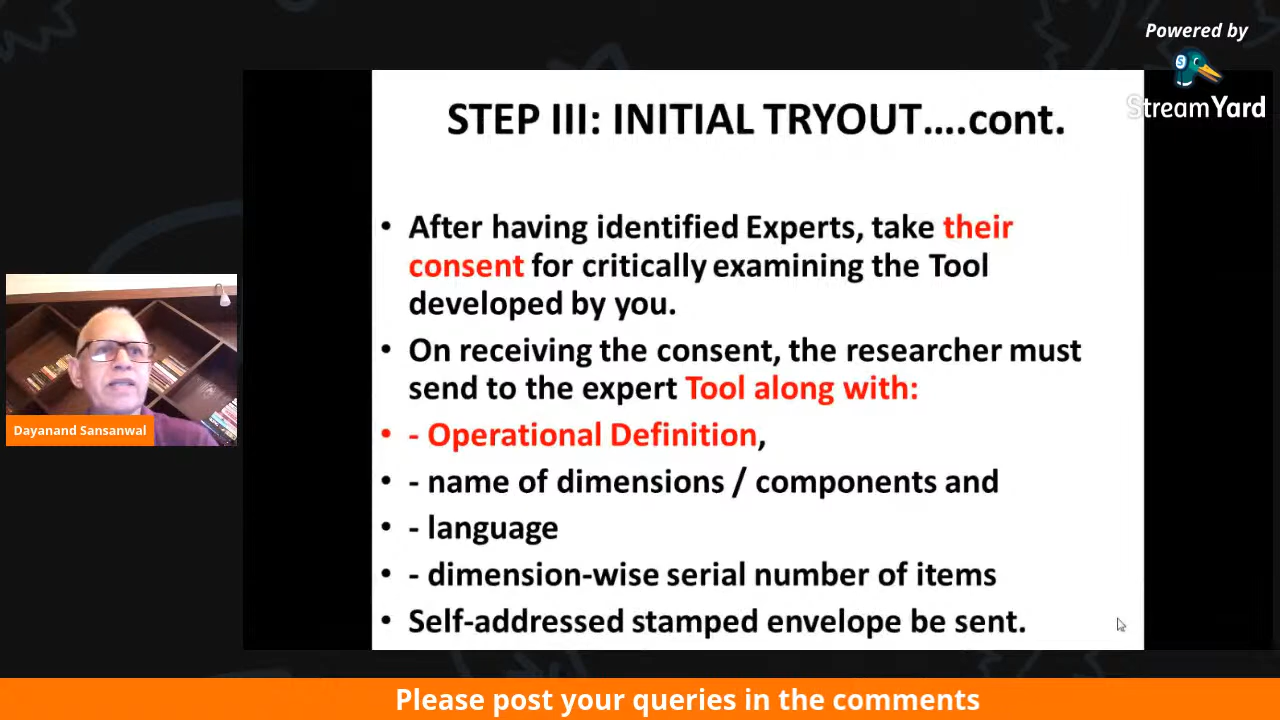 Powered by
StreamYard
STEP III: INITIAL TRYOUT....cont.
• After having identified Experts, take their
consent for critically examining the Tool
developed by you.
• On receiving the consent, the researcher must
send to the expert Tool along with:
• - Operational Definition,
• - name of dimensions / components and
• - language
• - dimension-wise serial number of items
• Self-addressed stamped envelope be sent.
Dayanand Sansanwal
Please post your queries in the comments